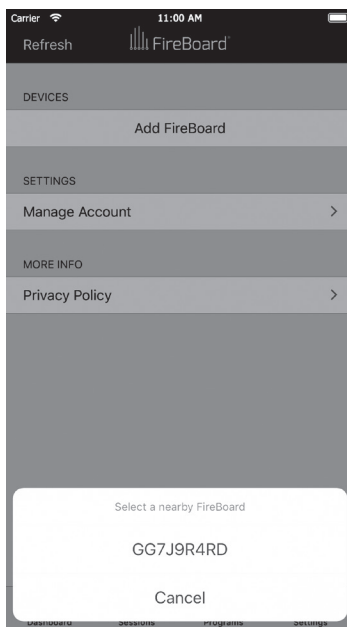 Carrier 11:00 AM
Refresh FireBoard
DEVICES
Add FireBoard
SETTINGS
Manage Account
MORE INFO
Privacy Policy
Select a nearby FireBoard
GG7J9R4RD
Cancel
Dashboard Sessions Programs Settings